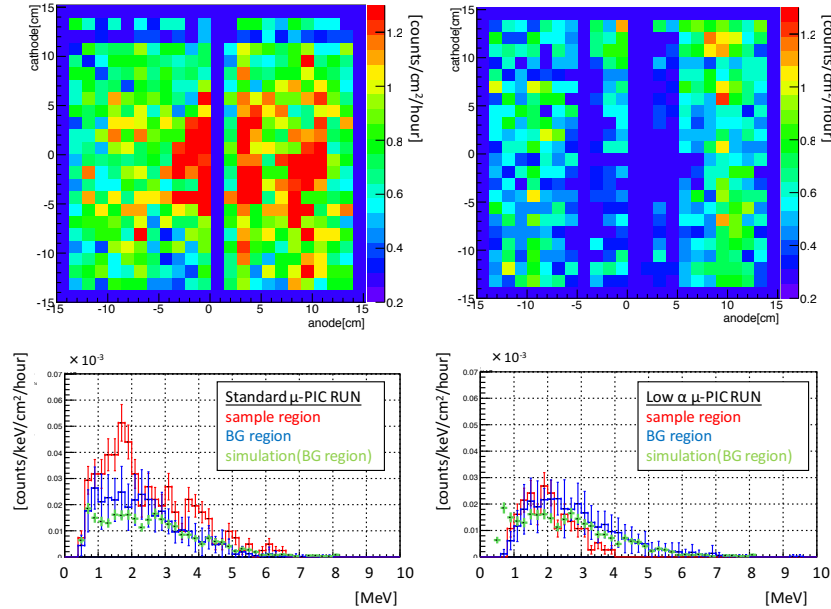 cathode[cm]
15
10
5
0
-5
-10
-15
-15 -10 -5 0 5 10 15
anode[cm]
1.2
1
0.8
0.6
0.4
0.2
[counts/cm²/hour]
cathode[cm]
15
10
5
0
-5
-10
-15
-15 -10 -5 0 5 10 15
anode[cm]
1.2
1
0.8
0.6
0.4
0.2
[counts/cm²/hour]
× 10⁻³
[counts/keV/cm²/hour]
0.07
0.06
0.05
0.04
0.03
0.02
0.01
0
Standard μ-PIC RUN
sample region
BG region
simulation(BG region)
0 1 2 3 4 5 6 7 8 9 10
[MeV]
× 10⁻³
[counts/keV/cm²/hour]
0.07
0.06
0.05
0.04
0.03
0.02
0.01
0
Low α μ-PIC RUN
sample region
BG region
simulation(BG region)
0 1 2 3 4 5 6 7 8 9 10
[MeV]